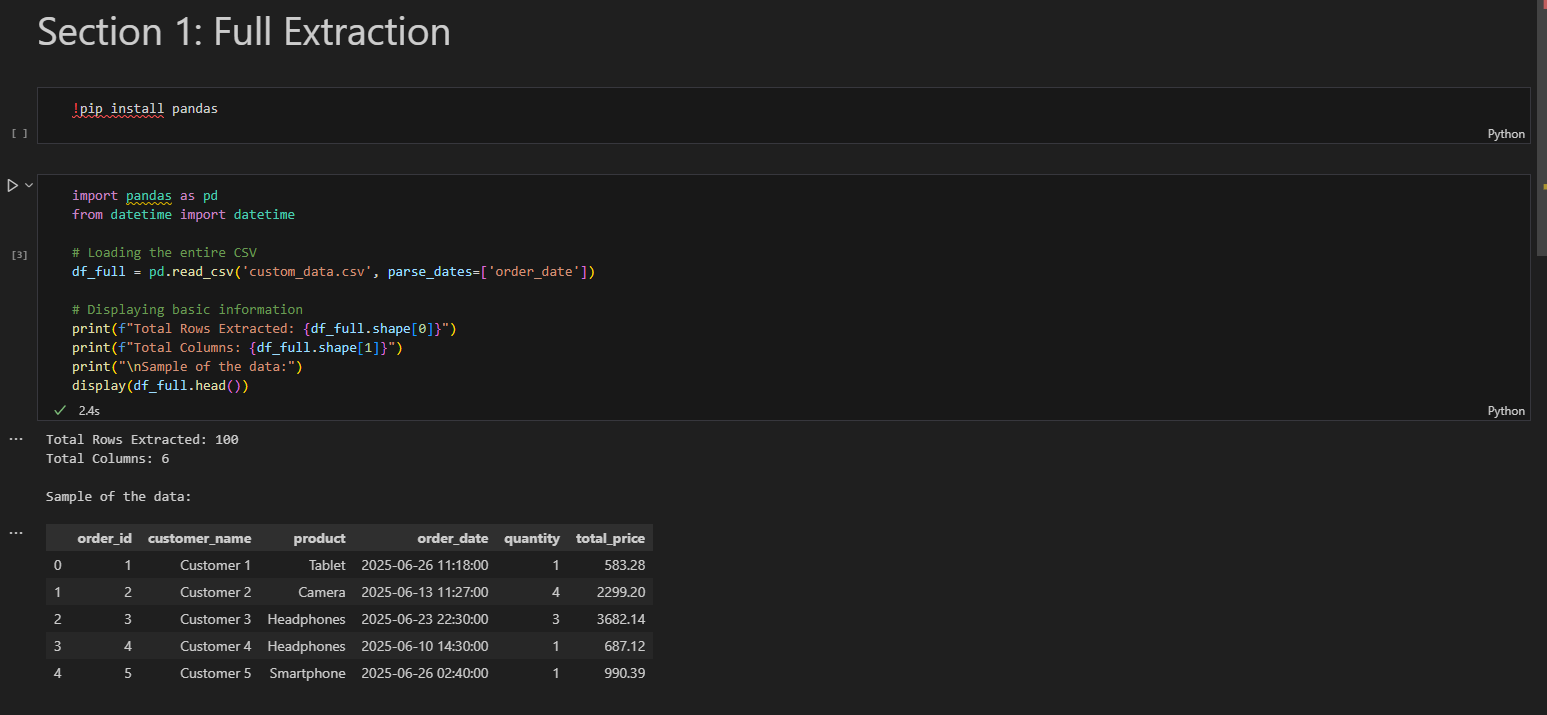 Section 1: Full Extraction
!pip install pandas
[ ]
Python
import pandas as pd
from datetime import datetime
[3]
# Loading the entire CSV
df_full = pd.read_csv('custom_data.csv', parse_dates=['order_date'])
# Displaying basic information
print(f"Total Rows Extracted: {df_full.shape[0]}")
print(f"Total Columns: {df_full.shape[1]}")
print("\nSample of the data:")
display(df_full.head())
2.4s
Python
... Total Rows Extracted: 100
Total Columns: 6
Sample of the data:
...
order_id customer_name product order_date quantity total_price
0 1 Customer 1 Tablet 2025-06-26 11:18:00 1 583.28
1 2 Customer 2 Camera 2025-06-13 11:27:00 4 2299.20
2 3 Customer 3 Headphones 2025-06-23 22:30:00 3 3682.14
3 4 Customer 4 Headphones 2025-06-10 14:30:00 1 687.12
4 5 Customer 5 Smartphone 2025-06-26 02:40:00 1 990.39